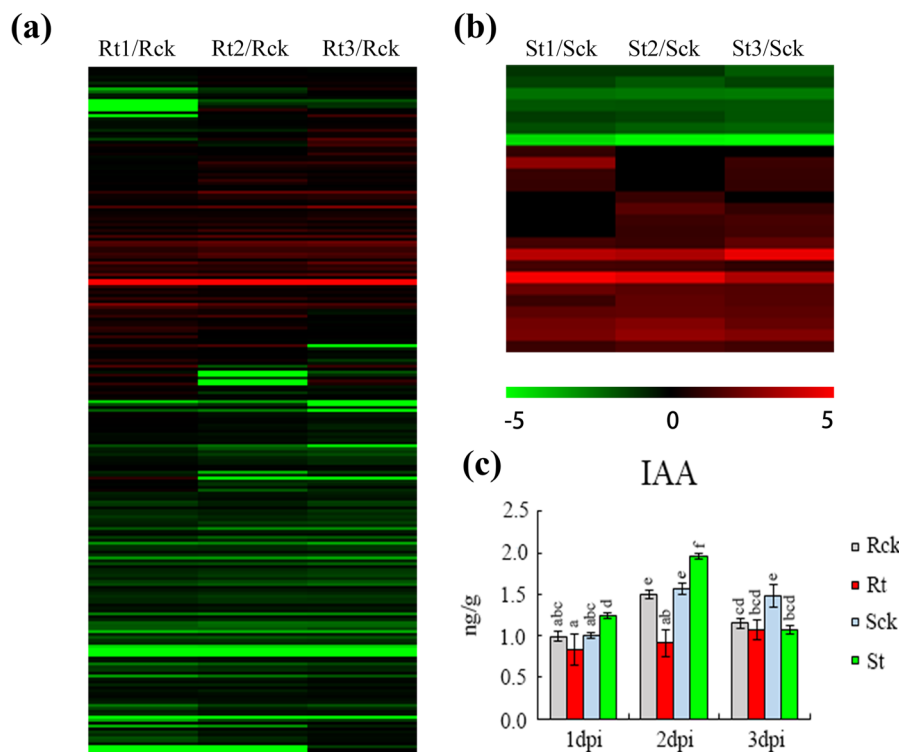 (a)
Rt1/Rck Rt2/Rck Rt3/Rck
(b)
St1/Sck St2/Sck St3/Sck
-5 0 5
(c)
IAA
ng/g
2.5
2.0
1.5
1.0
0.5
0.0
abc a abc d
e ab e f
cd bcd e bcd
1dpi 2dpi 3dpi
Rck
Rt
Sck
St